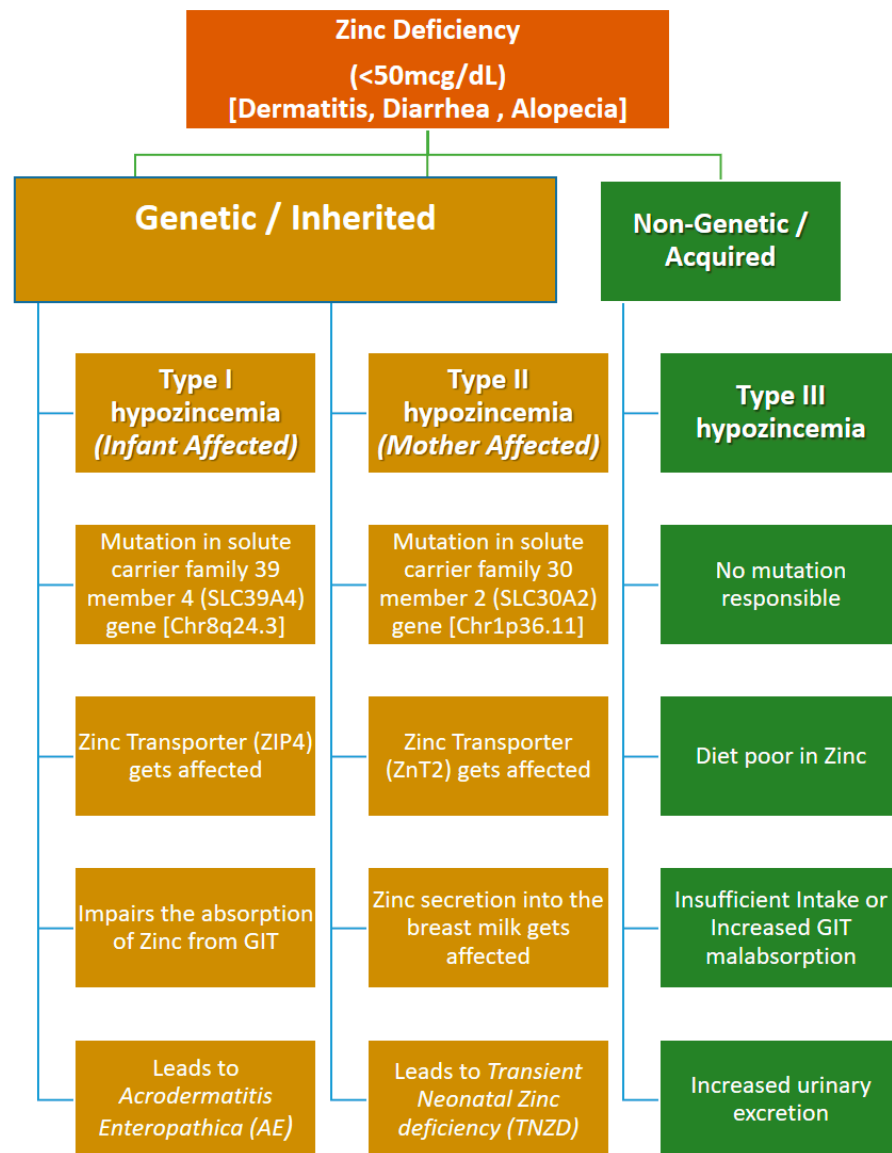 Zinc Deficiency
(<50mcg/dL)
[Dermatitis, Diarrhea , Alopecia]
Genetic / Inherited
Non-Genetic /
Acquired
Type I
hypozincemia
(Infant Affected)
Type II
hypozincemia
(Mother Affected)
Type III
hypozincemia
Mutation in solute
carrier family 39
member 4 (SLC39A4)
gene [Chr8q24.3]
Mutation in solute
carrier family 30
member 2 (SLC30A2)
gene [Chr1p36.11]
No mutation
responsible
Zinc Transporter (ZIP4)
gets affected
Zinc Transporter
(ZnT2) gets affected
Diet poor in Zinc
Impairs the absorption
of Zinc from GIT
Zinc secretion into the
breast milk gets
affected
Insufficient Intake or
Increased GIT
malabsorption
Leads to
Acrodermatitis
Enteropathica (AE)
Leads to Transient
Neonatal Zinc
deficiency (TNZD)
Increased urinary
excretion